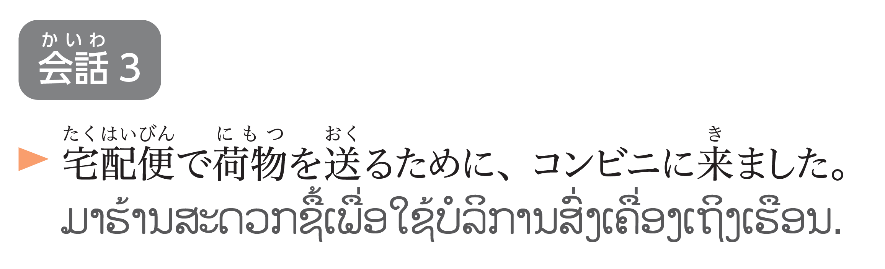 かいわ
会話 3
たくはいびん にもつ おく き
宅配便で荷物を送るために、コンビニに来ました。
ມາຮ້ານສະດວກຊື້ເພື່ອໃຊ້ບໍລິການສົ່ງເຄື່ອງເຖິງເຮືອນ.